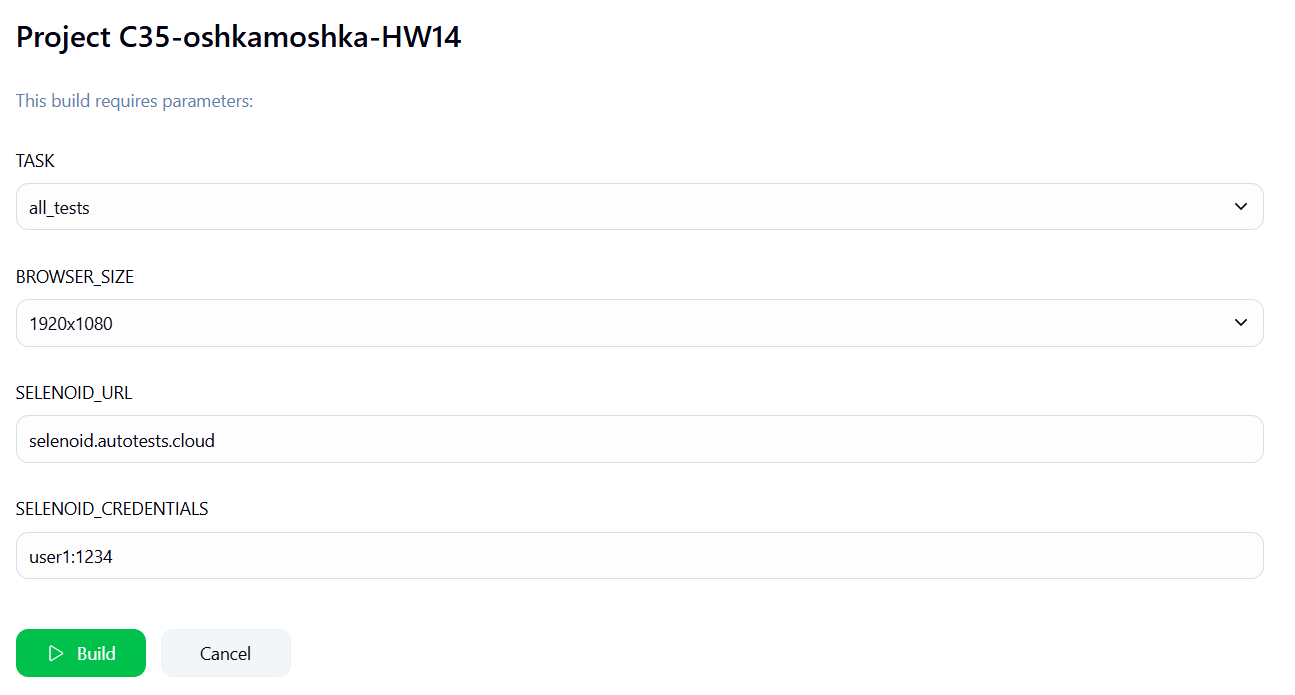 Project C35-oshkamoshka-HW14
This build requires parameters:
TASK
all_tests
BROWSER_SIZE
1920x1080
SELENOID_URL
selenoid.autotests.cloud
SELENOID_CREDENTIALS
user1:1234
Build
Cancel